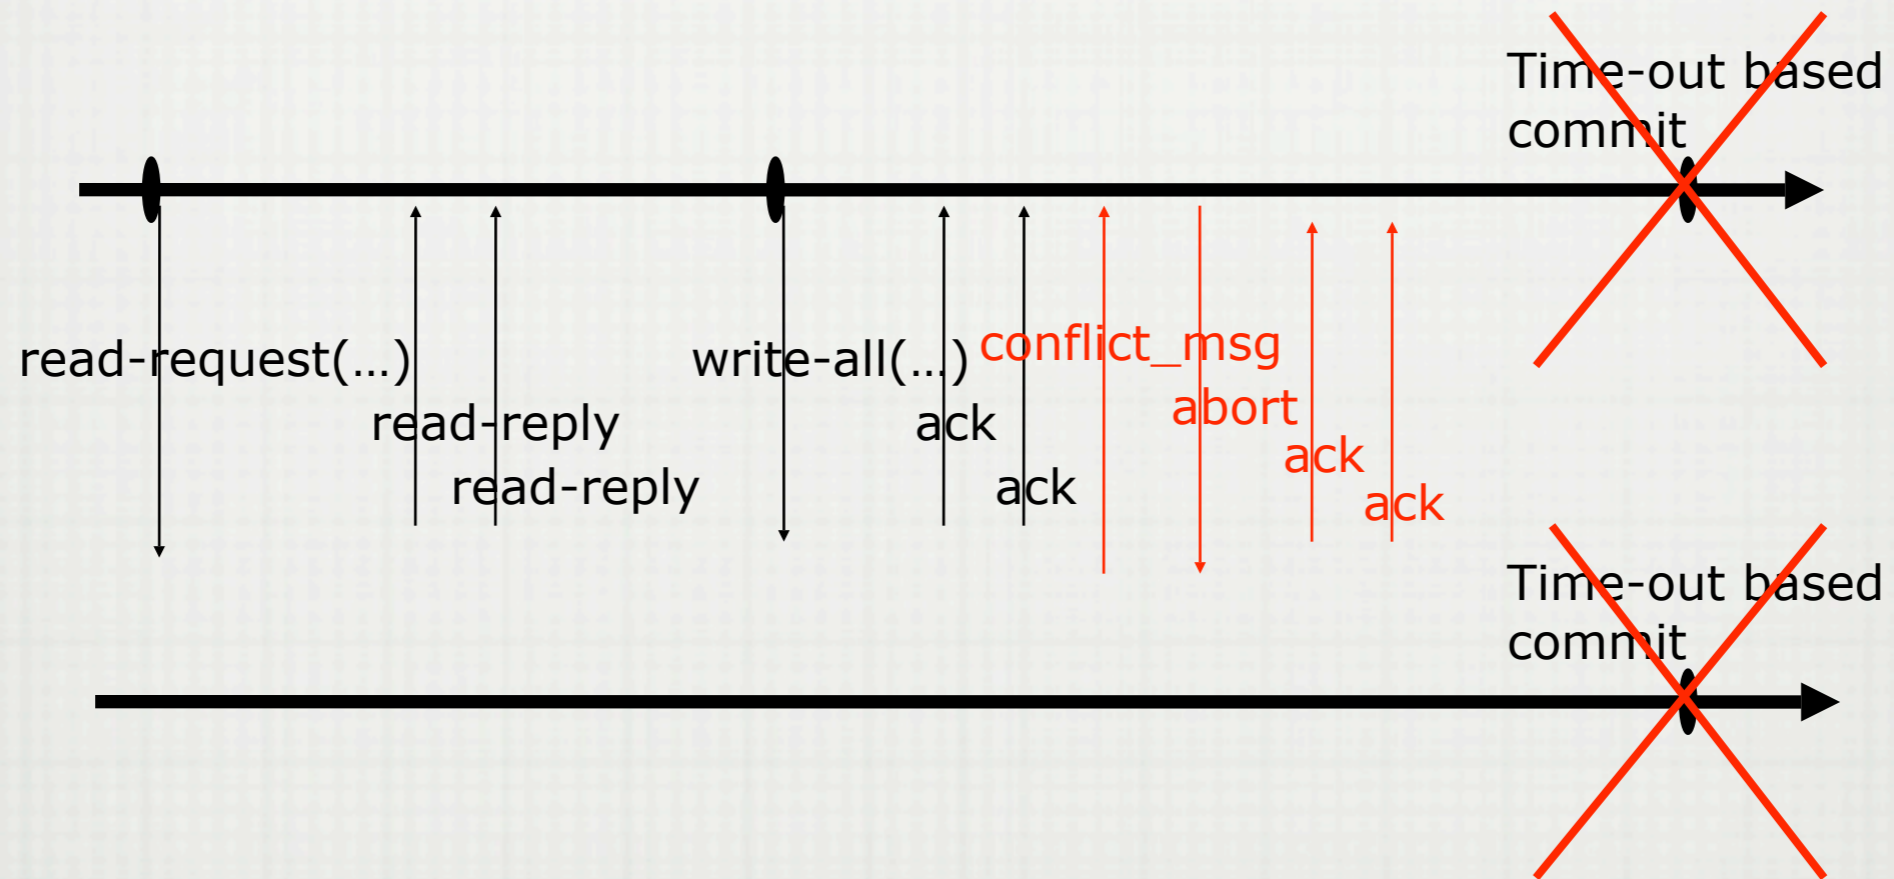 Time-out based
commit
read-request(…)
read-reply
read-reply
write-all(…)
ack
ack
conflict_msg
abort
ack
ack
Time-out based
commit